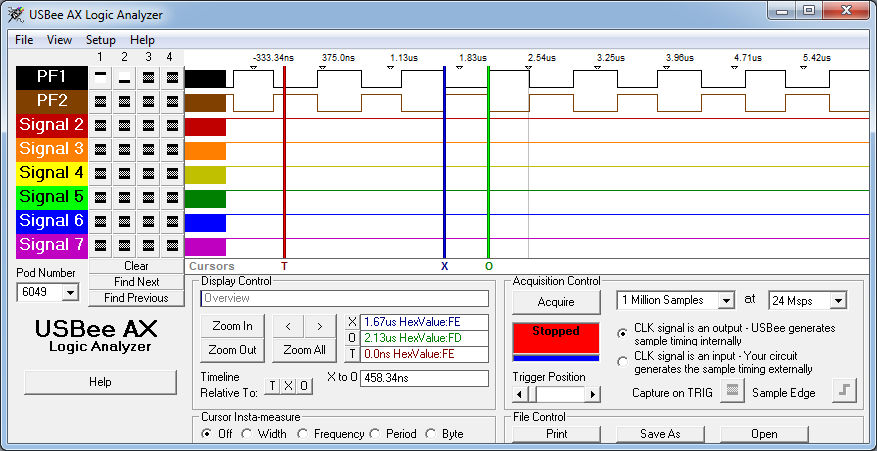 USBee AX Logic Analyzer
File View Setup Help
1 2 3 4
-333.34ns 375.0ns 1.13us 1.83us 2.54us 3.25us 3.96us 4.71us 5.42us
PF1
PF2
Signal 2
Signal 3
Signal 4
Signal 5
Signal 6
Signal 7
Cursors T X O
Clear
Find Next
Find Previous
Pod Number
6049
USBee AX
Logic Analyzer
Help
Display Control
Overview
Zoom In < >
Zoom Out Zoom All
X 1.67us HexValue:FE
O 2.13us HexValue:FD
T 0.0ns HexValue:FE
Timeline
Relative To: T X O
X to O 458.34ns
Cursor Insta-measure
Off Width Frequency Period Byte
Acquisition Control
Acquire 1 Million Samples at 24 Msps
Stopped
CLK signal is an output - USBee generates
sample timing internally
CLK signal is an input - Your circuit
generates the sample timing externally
Trigger Position
Capture on TRIG Sample Edge
File Control
Print Save As Open